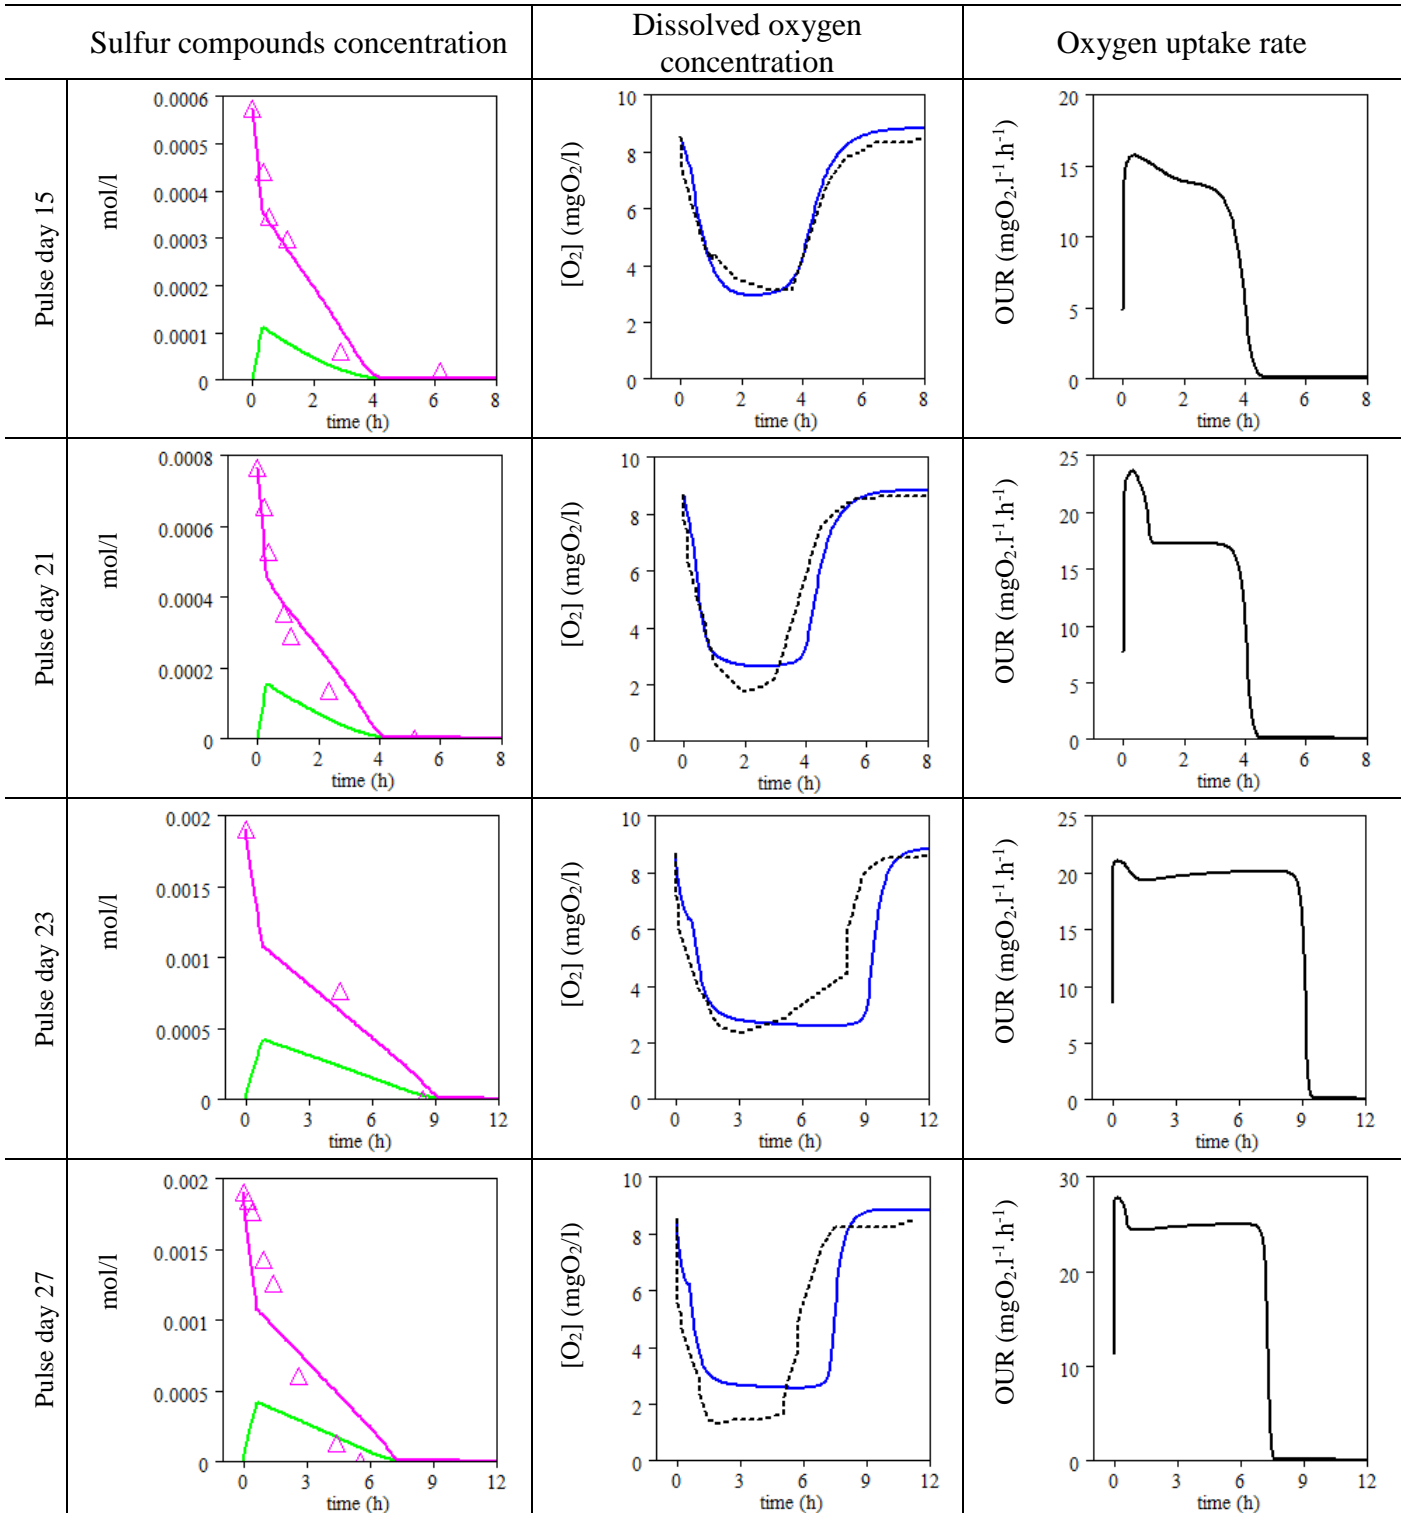 Sulfur compounds concentration
Dissolved oxygen
concentration
Oxygen uptake rate
Pulse day 15
mol/l
0.0006
0.0005
0.0004
0.0003
0.0002
0.0001
0
0 2 4 6 8
time (h)
[O₂] (mgO₂/l)
10
8
6
4
2
0
0 2 4 6 8
time (h)
OUR (mgO₂.l⁻¹.h⁻¹)
20
15
10
5
0
0 2 4 6 8
time (h)
Pulse day 21
mol/l
0.0008
0.0006
0.0004
0.0002
0
0 2 4 6 8
time (h)
[O₂] (mgO₂/l)
10
8
6
4
2
0
0 2 4 6 8
time (h)
OUR (mgO₂.l⁻¹.h⁻¹)
25
20
15
10
5
0
0 2 4 6 8
time (h)
Pulse day 23
mol/l
0.002
0.0015
0.001
0.0005
0
0 3 6 9 12
time (h)
[O₂] (mgO₂/l)
10
8
6
4
2
0
0 3 6 9 12
time (h)
OUR (mgO₂.l⁻¹.h⁻¹)
25
20
15
10
5
0
0 3 6 9 12
time (h)
Pulse day 27
mol/l
0.002
0.0015
0.001
0.0005
0
0 3 6 9 12
time (h)
[O₂] (mgO₂/l)
10
8
6
4
2
0
0 3 6 9 12
time (h)
OUR (mgO₂.l⁻¹.h⁻¹)
30
20
10
0
0 3 6 9 12
time (h)